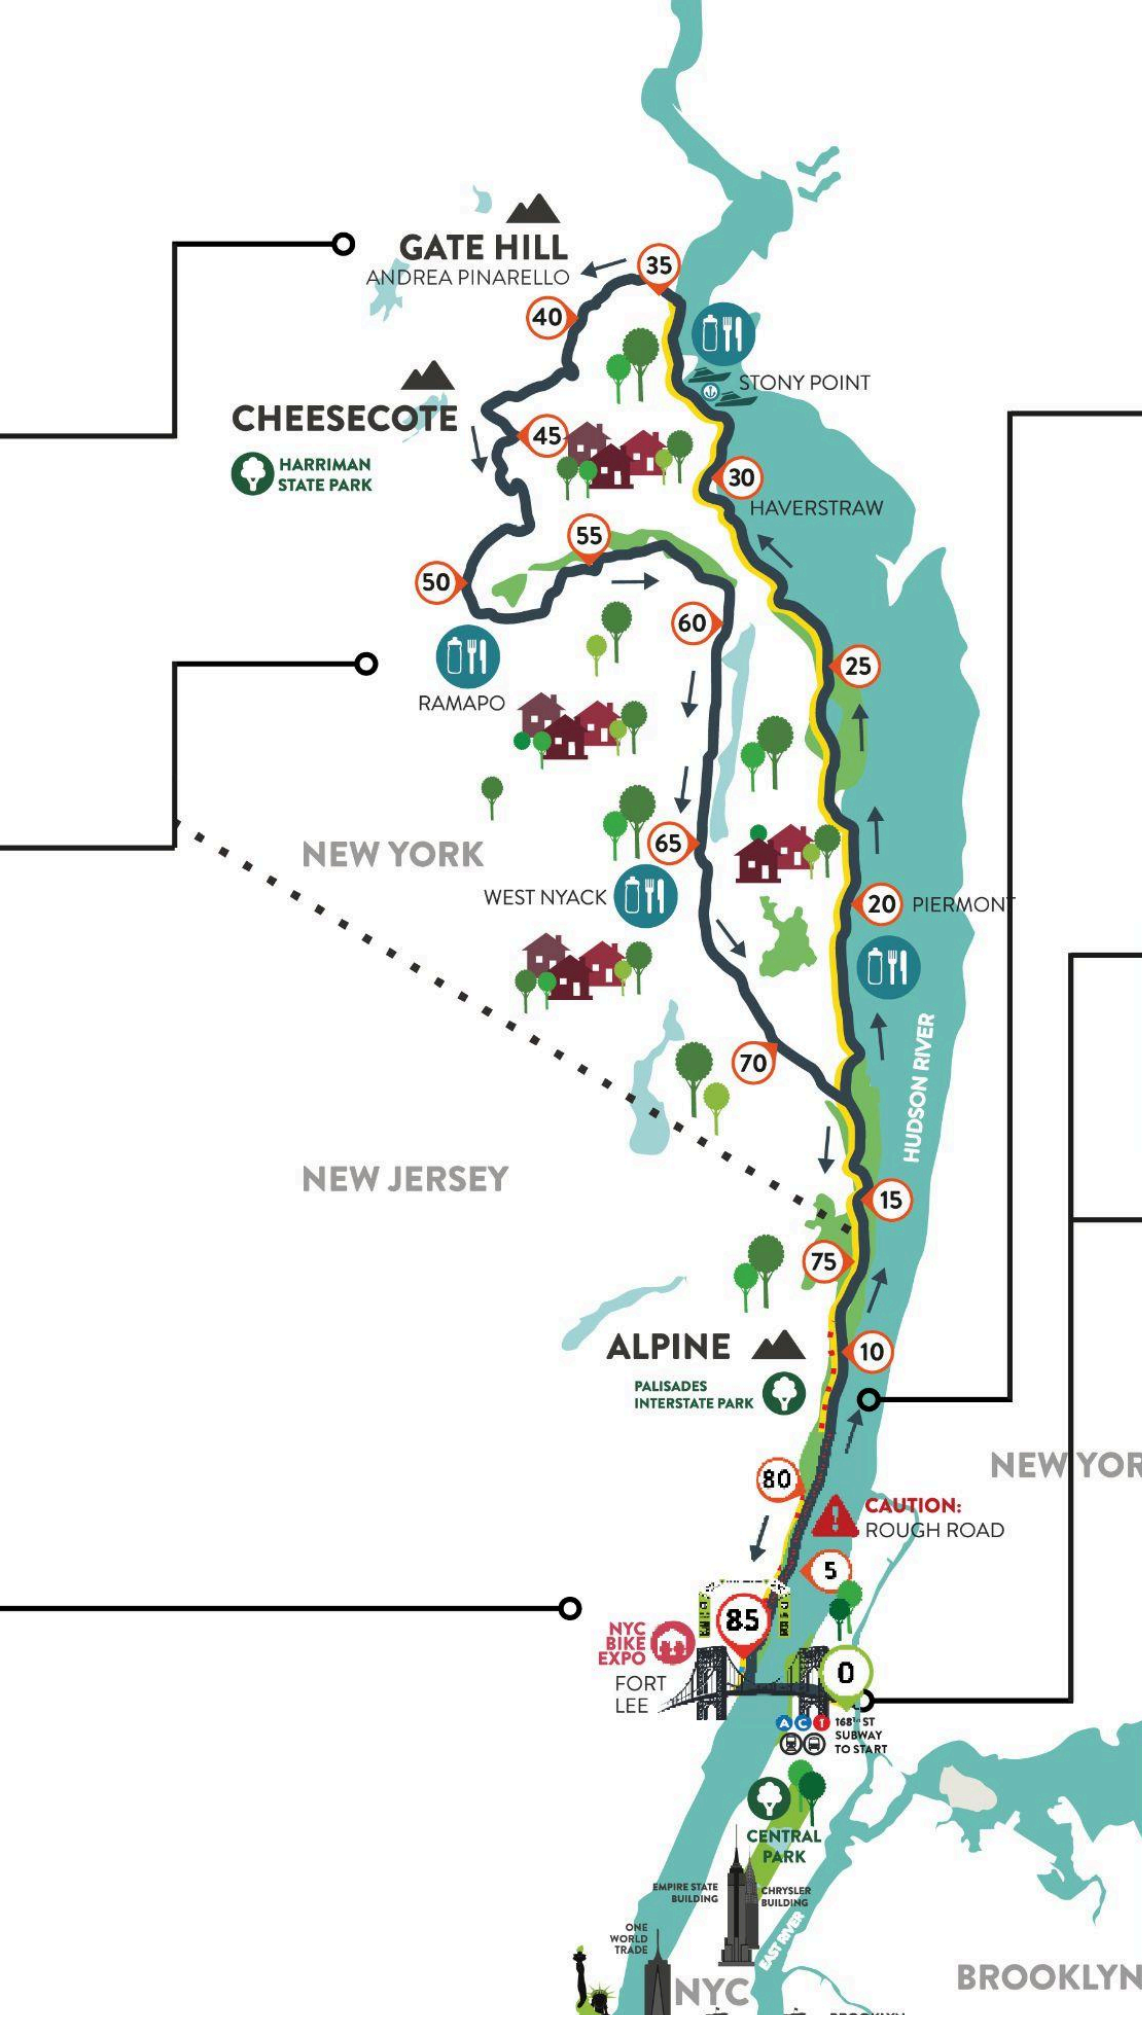 GATE HILL
ANDREA PINARELLO
35
40
STONY POINT
CHEESECOTE
45
HARRIMAN
STATE PARK
30
HAVERSTRAW
55
50
60
25
RAMAPO
NEW YORK
65
WEST NYACK
20
PIERMONT
HUDSON RIVER
70
NEW JERSEY
15
75
ALPINE
10
PALISADES
INTERSTATE PARK
NEW YOR
80
CAUTION:
ROUGH ROAD
5
85
NYC
BIKE
EXPO
FORT
LEE
0
A C 1
168TH ST
SUBWAY
TO START
CENTRAL
PARK
EMPIRE STATE
BUILDING
CHRYSLER
BUILDING
ONE
WORLD
TRADE
EAST RIVER
NYC
BROOKLYN